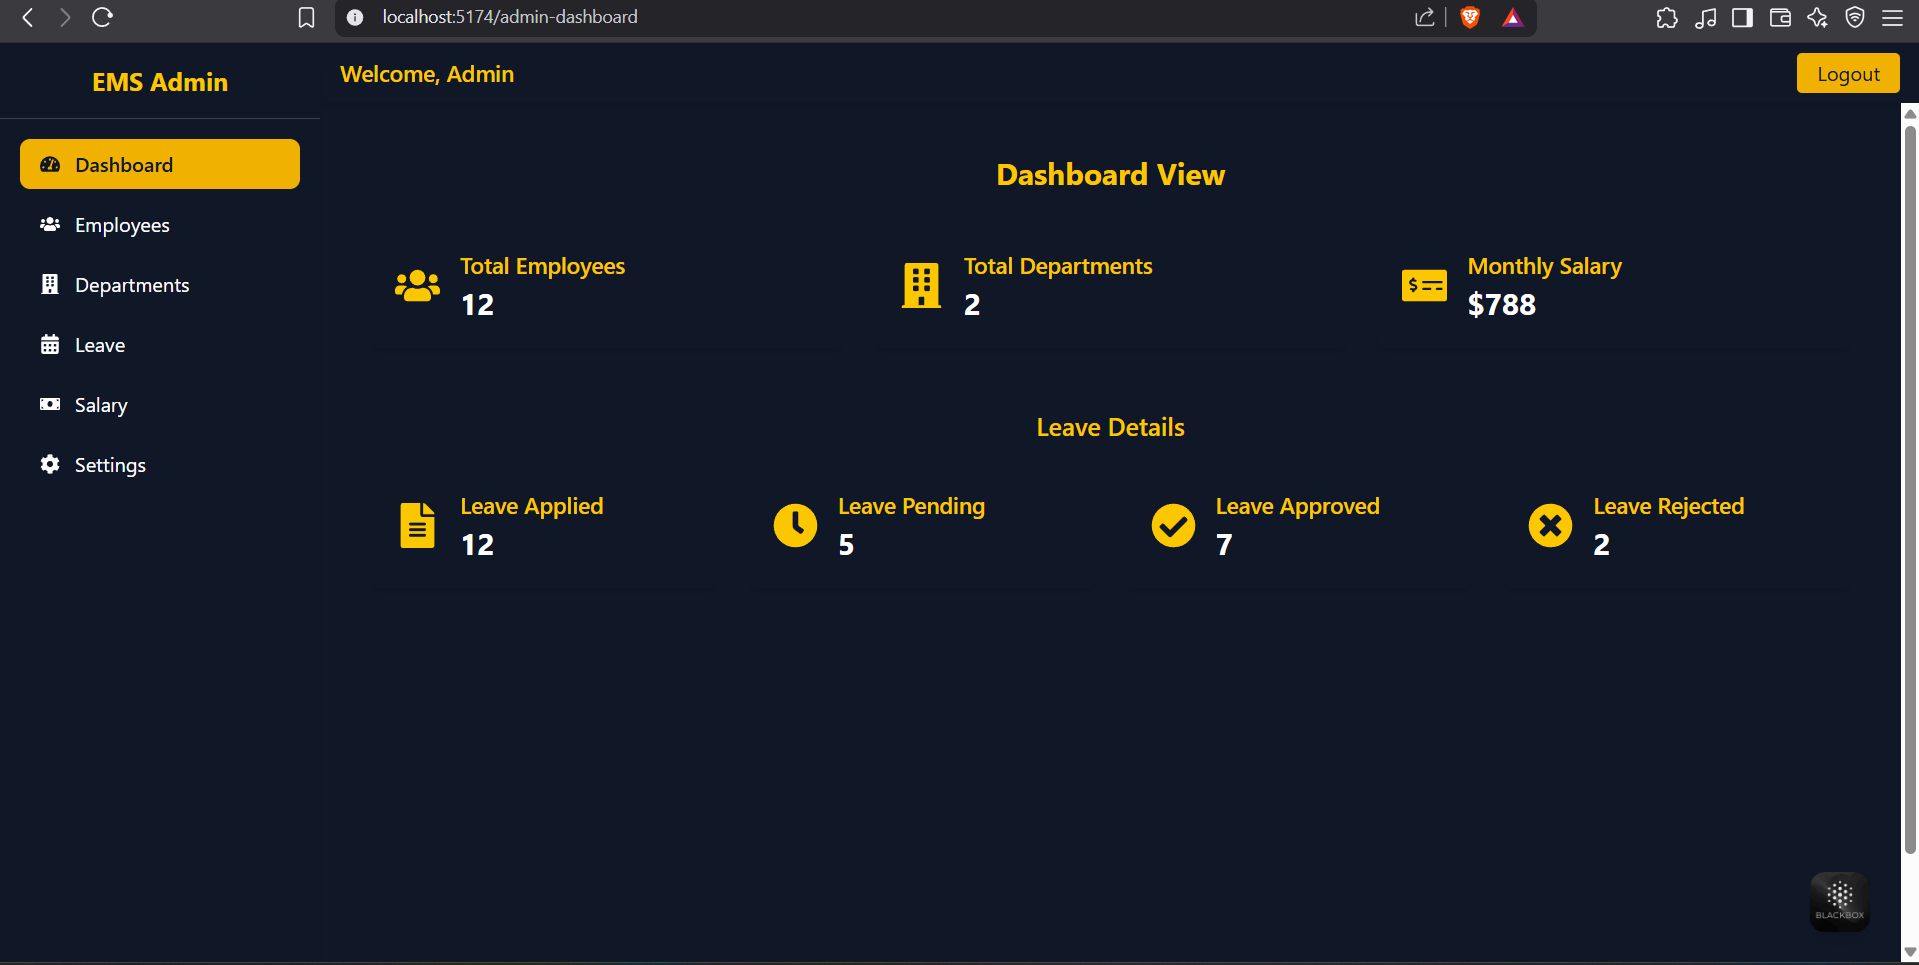 localhost:5174/admin-dashboard
EMS Admin
Welcome, Admin
Logout
Dashboard
Employees
Departments
Leave
Salary
Settings
Dashboard View
Total Employees
12
Total Departments
2
Monthly Salary
$788
Leave Details
Leave Applied
12
Leave Pending
5
Leave Approved
7
Leave Rejected
2
BLACKBOX